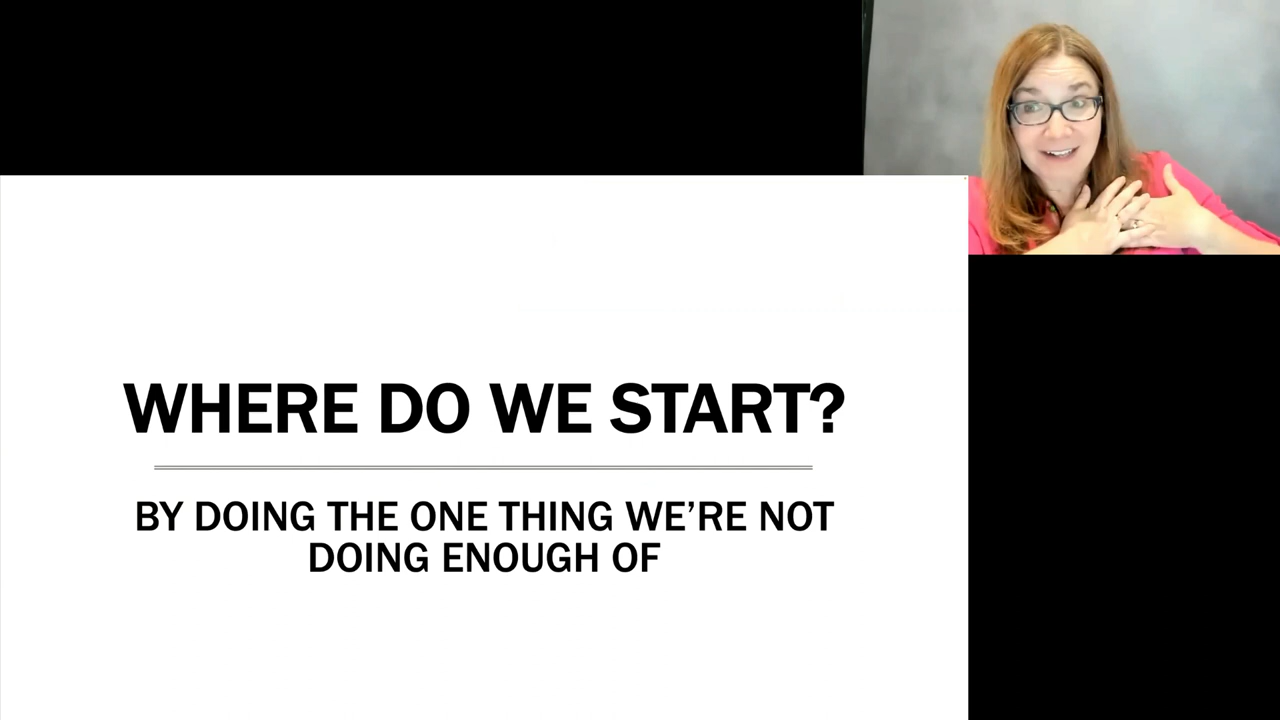 WHERE DO WE START?
BY DOING THE ONE THING WE’RE NOT
DOING ENOUGH OF